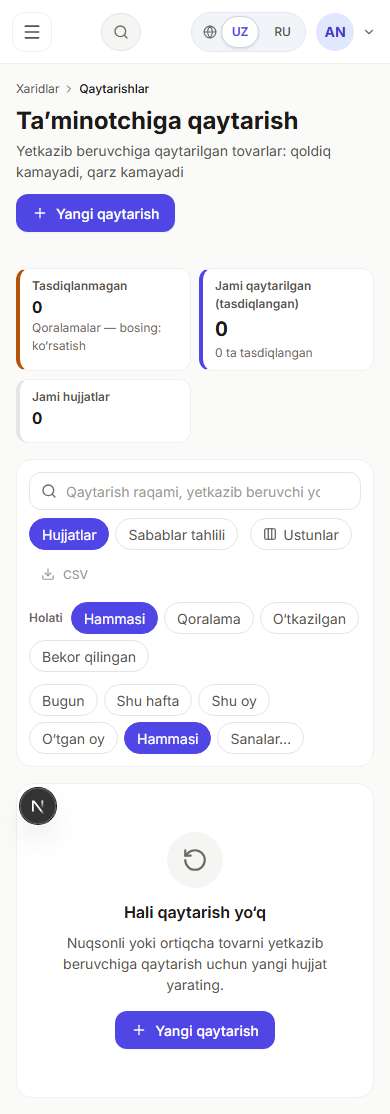 UZ RU AN
Xaridlar > Qaytarishlar
Ta’minotchiga qaytarish
Yetkazib beruvchiga qaytarilgan tovarlar: qoldiq
kamayadi, qarz kamayadi
+ Yangi qaytarish
Tasdiqlanmagan
0
Qoralamalar — bosing:
ko‘rsatish
Jami qaytarilgan
(tasdiqlangan)
0
0 ta tasdiqlangan
Jami hujjatlar
0
Qaytarish raqami, yetkazib beruvchi yo
Hujjatlar Sabablar tahlili Ustunlar
CSV
Holati Hammasi Qoralama O‘tkazilgan
Bekor qilingan
Bugun Shu hafta Shu oy
O‘tgan oy Hammasi Sanalar...
N
Hali qaytarish yo‘q
Nuqsonli yoki ortiqcha tovarni yetkazib
beruvchiga qaytarish uchun yangi hujjat
yarating.
+ Yangi qaytarish